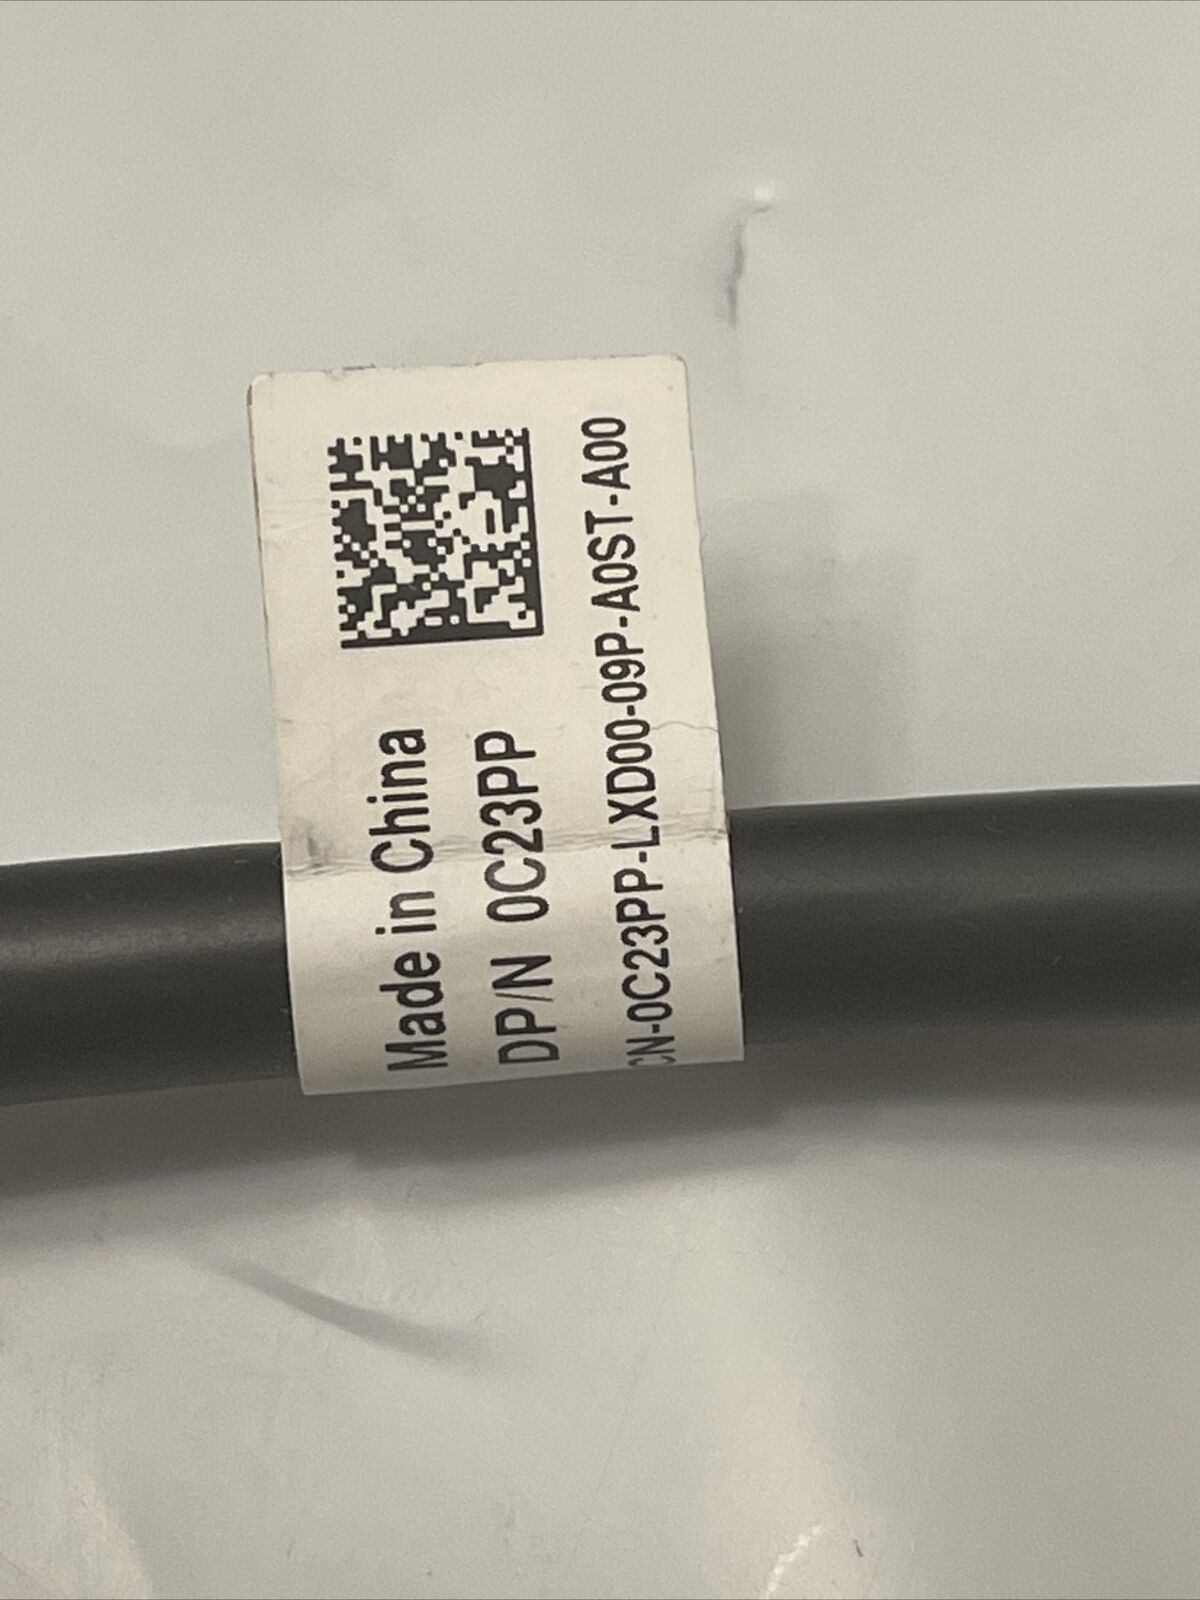 Made in China
DP/N 0C23PP
CN-0C23PP-LXD00-09P-A0ST-A00